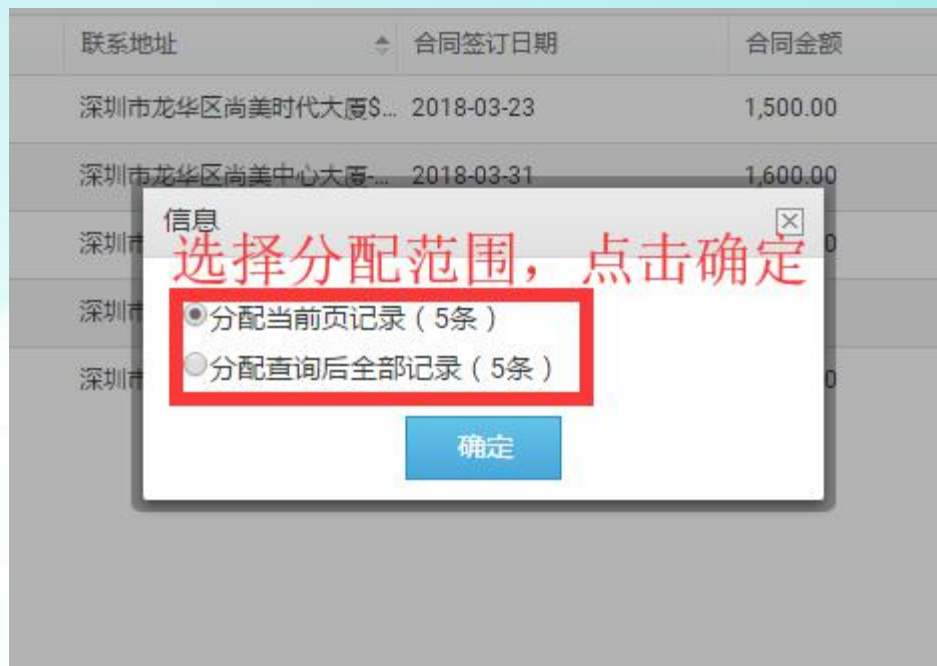 联系地址 合同签订日期 合同金额
深圳市龙华区尚美时代大厦$... 2018-03-23 1,500.00
深圳市龙华区尚美中心大厦-... 2018-03-31 1,600.00
信息
深圳市 0
选择分配范围，点击确定
深圳市
分配当前页记录（5条）
深圳市 0
分配查询后全部记录（5条）
确定